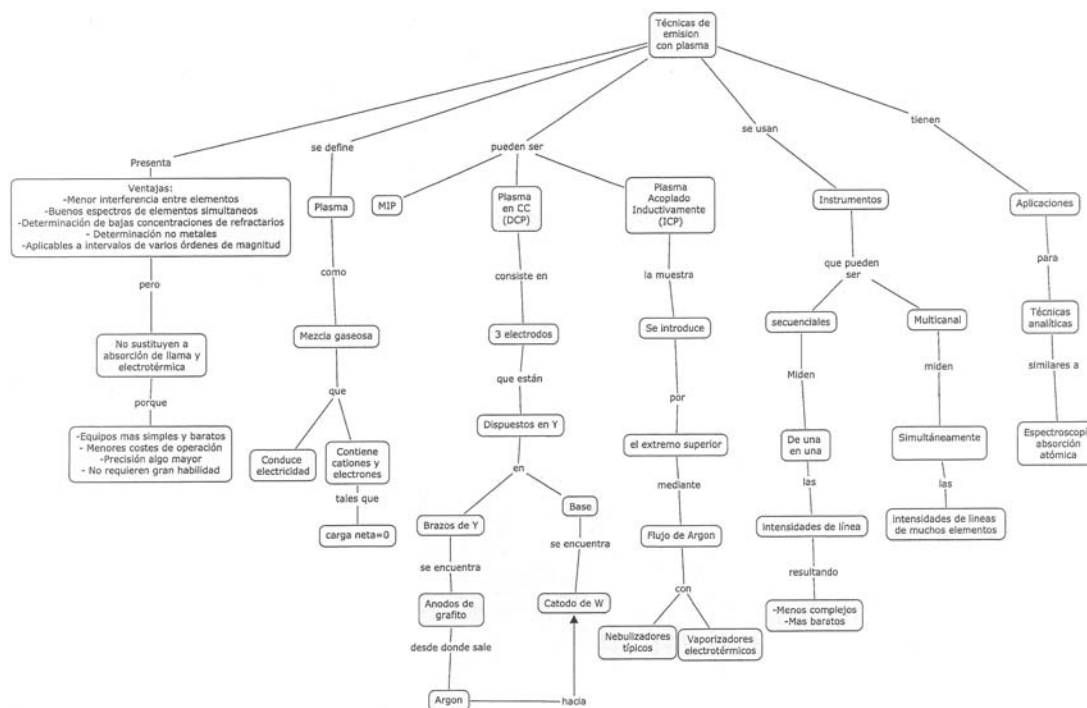 Técnicas de
emision
con plasma
Presenta
se define
pueden ser
se usan
tienen
Ventajas:
-Menor interferencia entre elementos
-Buenos espectros de elementos simultaneos
-Determinación de bajas concentraciones de refractarios
- Determinación no metales
-Aplicables a intervalos de varios órdenes de magnitud
Plasma
MIP
Plasma
en CC
(DCP)
Plasma
Acoplado
Inductivamente
(ICP)
Instrumentos
Aplicaciones
pero
como
consiste en
la muestra
que pueden
ser
para
No sustituyen a
absorción de llama y
electrotérmica
Mezcla gaseosa
3 electrodos
Se introduce
secuenciales
Multicanal
Técnicas
analíticas
porque
que
que están
por
Miden
miden
similares a
-Equipos mas simples y baratos
- Menores costes de operación
-Precisión algo mayor
- No requieren gran habilidad
Conduce
electricidad
Contiene
cationes y
electrones
Dispuestos en Y
el extremo superior
De una
en una
Simultáneamente
Espectroscopí
absorción
atómica
tales que
en
mediante
las
las
carga neta=0
Brazos de Y
Base
Flujo de Argon
intensidades de línea
intensidades de lineas
de muchos elementos
se encuentra
se encuentra
con
resultando
Anodos de
grafito
Catodo de W
Nebulizadores
típicos
Vaporizadores
electrotérmicos
-Menos complejos
-Mas baratos
desde donde sale
Argon
hacia